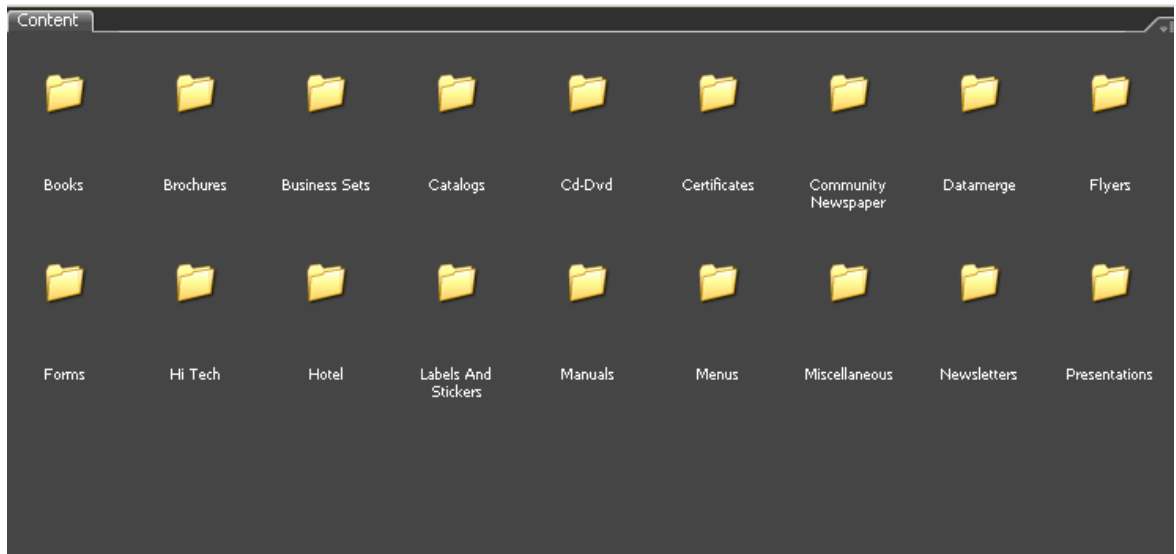 Content
Books
Brochures
Business Sets
Catalogs
Cd-Dvd
Certificates
Community
Newspaper
Datamerge
Flyers
Forms
Hi Tech
Hotel
Labels And
Stickers
Manuals
Menus
Miscellaneous
Newsletters
Presentations